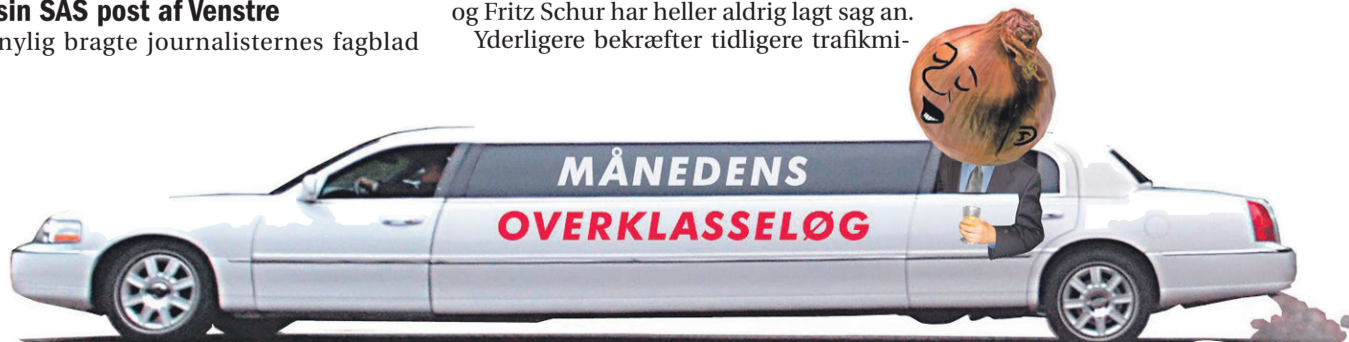 sin SAS post af Venstre
nylig bragte journalisternes fagblad
og Fritz Schur har heller aldrig lagt sag an.
Yderligere bekræfter tidligere trafikmi-
MÅNEDENS
OVERKLASSELØG